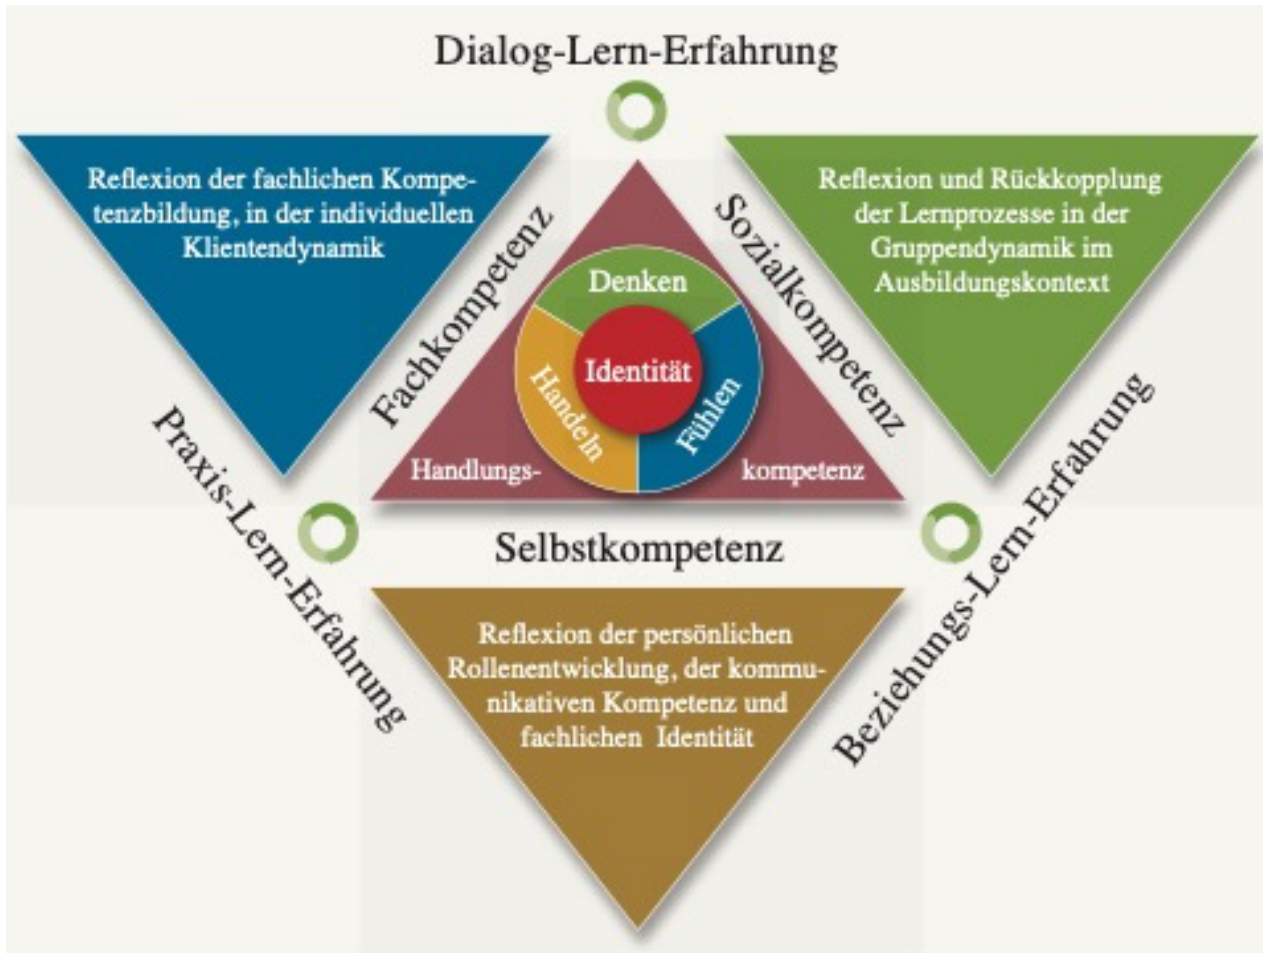 Dialog-Lern-Erfahrung
Reflexion der fachlichen Kompe-
tenzbildung, in der individuellen
Klientendynamik
Reflexion und Rückkopplung
der Lernprozesse in der
Gruppendynamik im
Ausbildungskontext
Fachkompetenz
Sozialkompetenz
Denken
Identität
Handeln
Fühlen
Handlungs-
kompetenz
Selbstkompetenz
Praxis-Lern-Erfahrung
Beziehungs-Lern-Erfahrung
Reflexion der persönlichen
Rollenentwicklung, der kommu-
nikativen Kompetenz und
fachlichen Identität